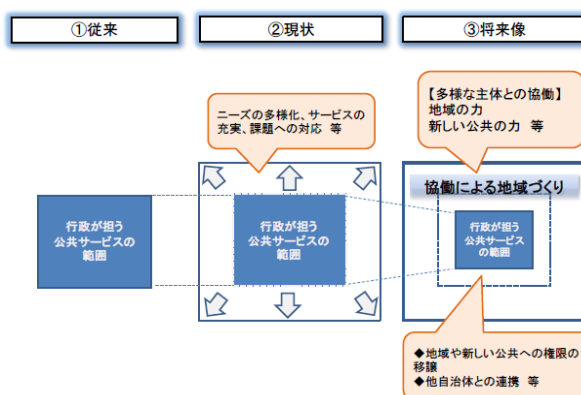 ①従来
②現状
③将来像
ニーズの多様化、サービスの
充実、課題への対応 等
【多様な主体との協働】
地域の力
新しい公共の力 等
協働による地域づくり
行政が担う
公共サービスの
範囲
行政が担う
公共サービスの
範囲
行政が担う
公共サービス
の範囲
◆地域や新しい公共への権限の
移譲
◆他自治体との連携 等